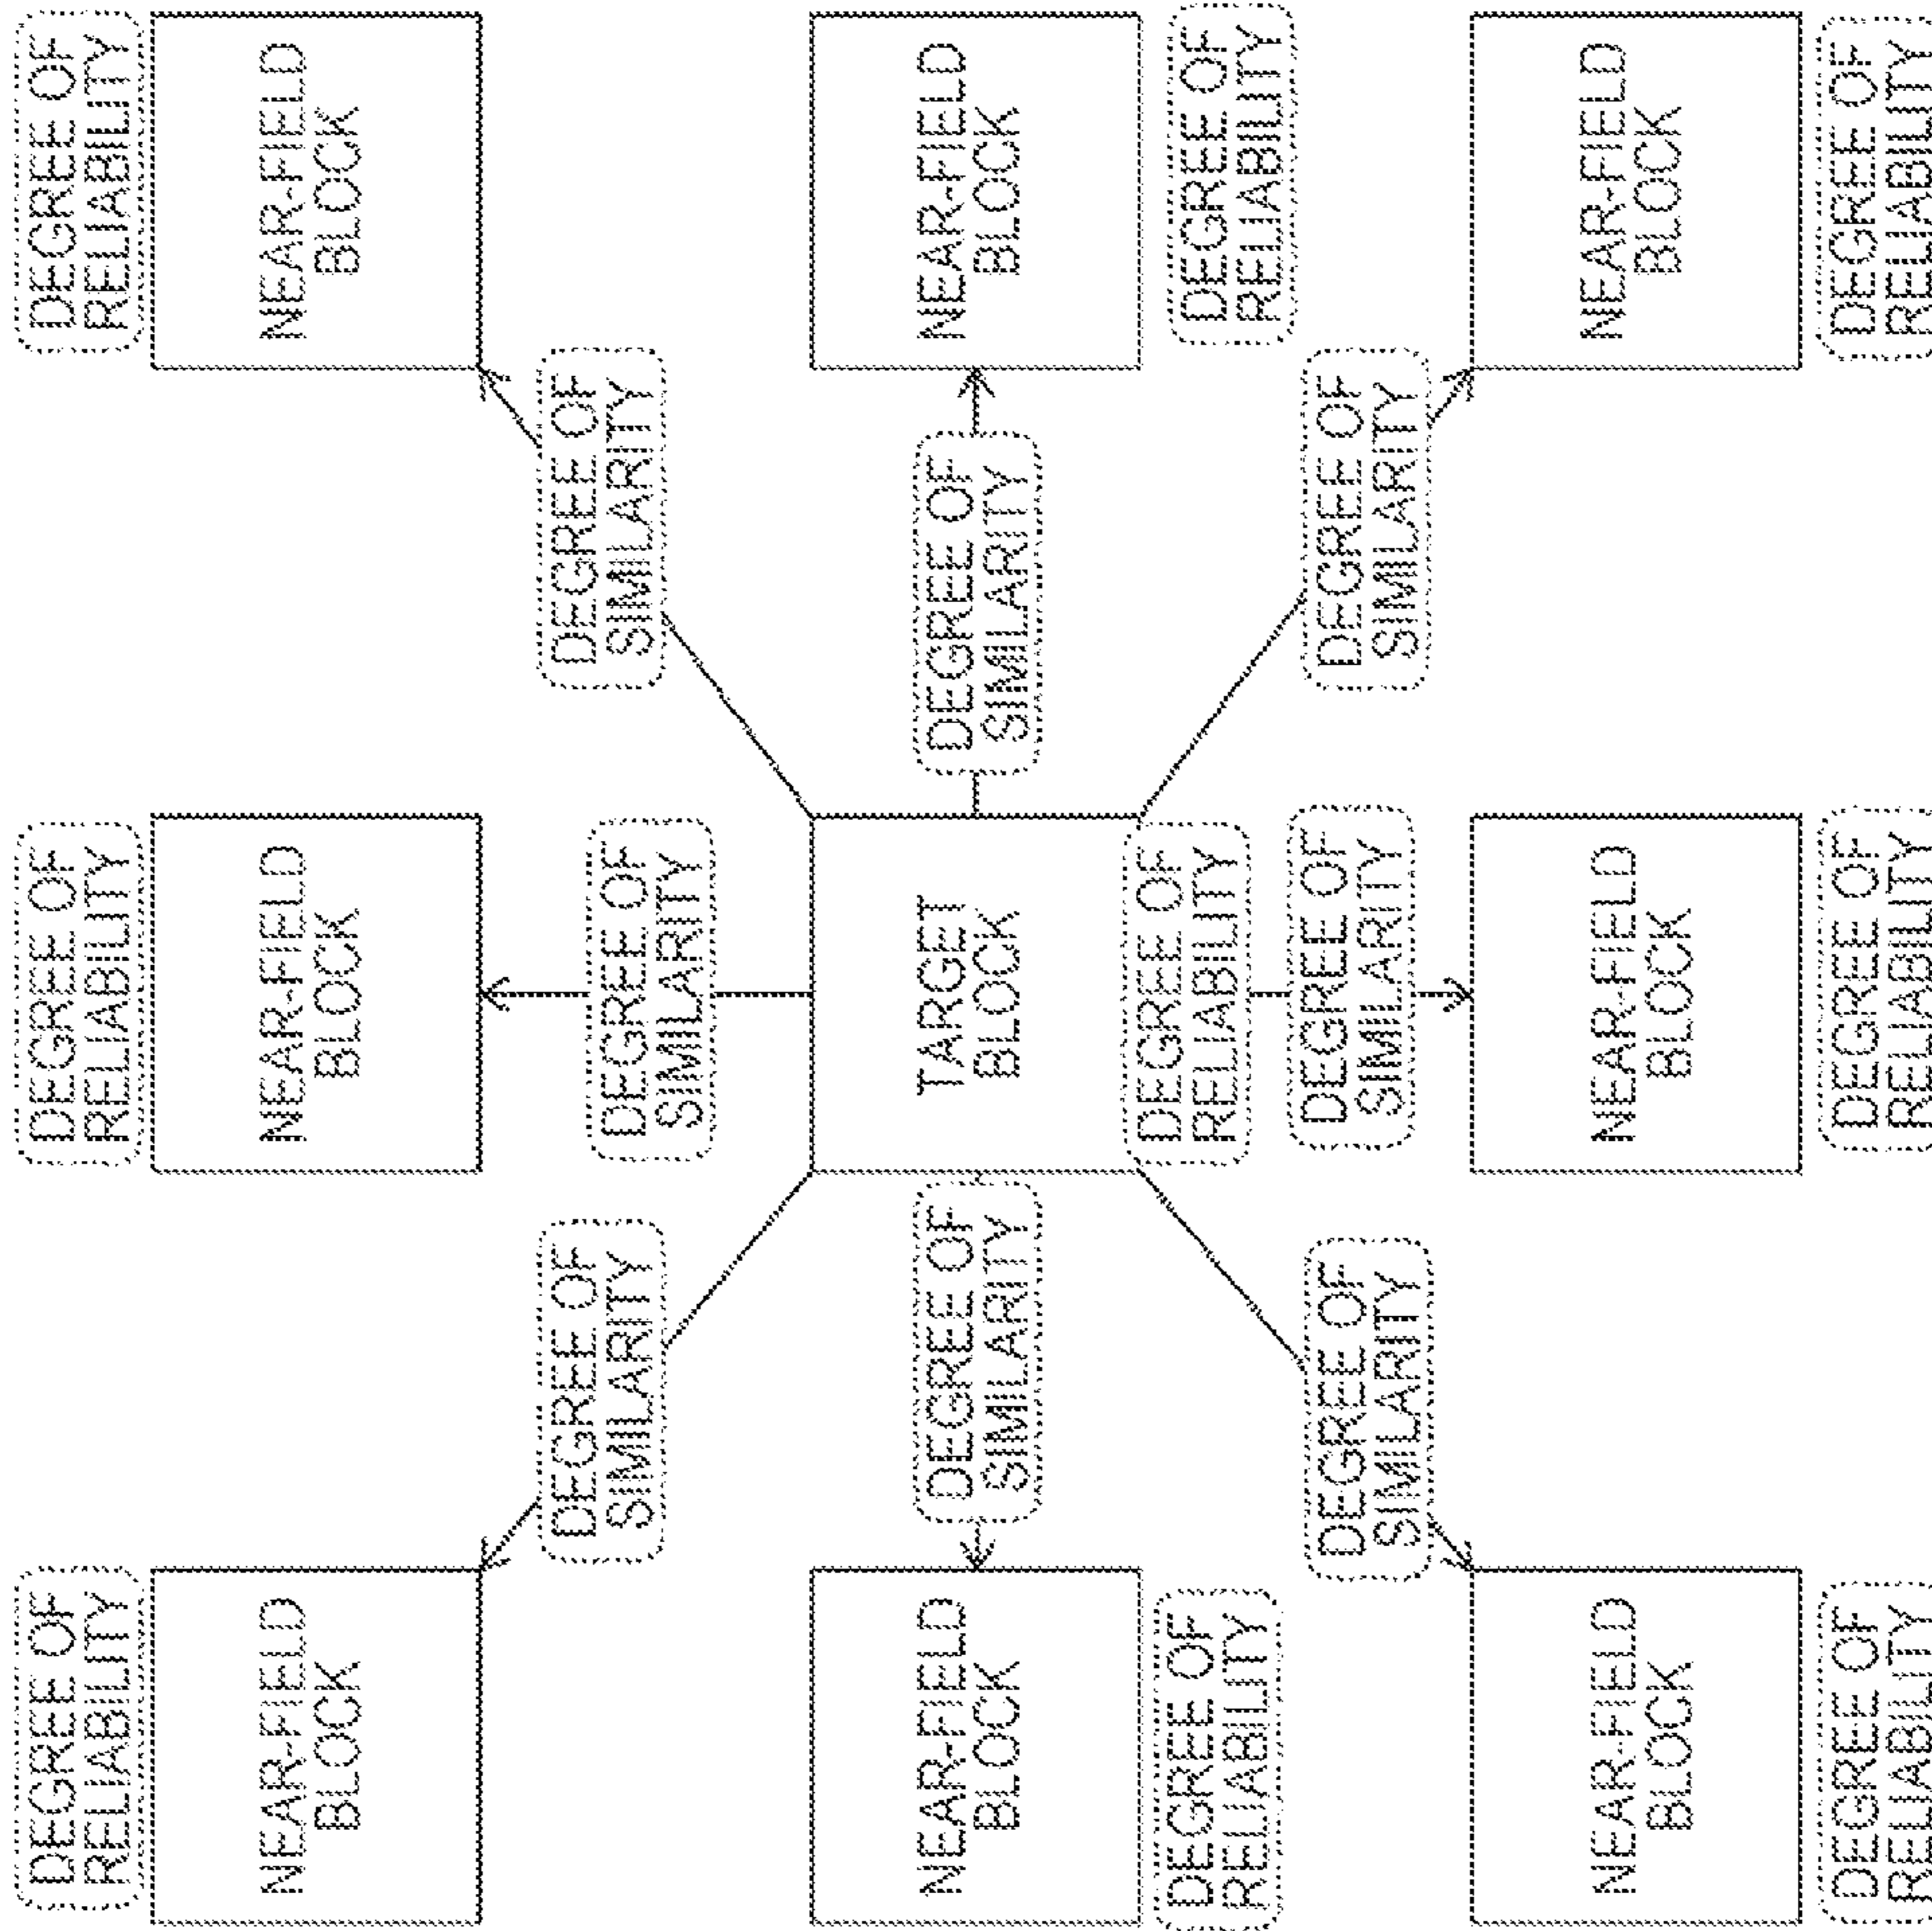 DEGREE OF
RELIABILITY
DEGREE OF
RELIABILITY
DEGREE OF
RELIABILITY
NEAR-FIELD
BLOCK
NEAR-FIELD
BLOCK
NEAR-FIELD
BLOCK
DEGREE OF
SIMILARITY
DEGREE OF
SIMILARITY
DEGREE OF
SIMILARITY
NEAR-FIELD
BLOCK
DEGREE OF
SIMILARITY
TARGET
BLOCK
DEGREE OF
SIMILARITY
NEAR-FIELD
BLOCK
DEGREE OF
RELIABILITY
DEGREE OF
RELIABILITY
DEGREE OF
RELIABILITY
DEGREE OF
SIMILARITY
DEGREE OF
SIMILARITY
DEGREE OF
SIMILARITY
NEAR-FIELD
BLOCK
NEAR-FIELD
BLOCK
NEAR-FIELD
BLOCK
DEGREE OF
RELIABILITY
DEGREE OF
RELIABILITY
DEGREE OF
RELIABILITY